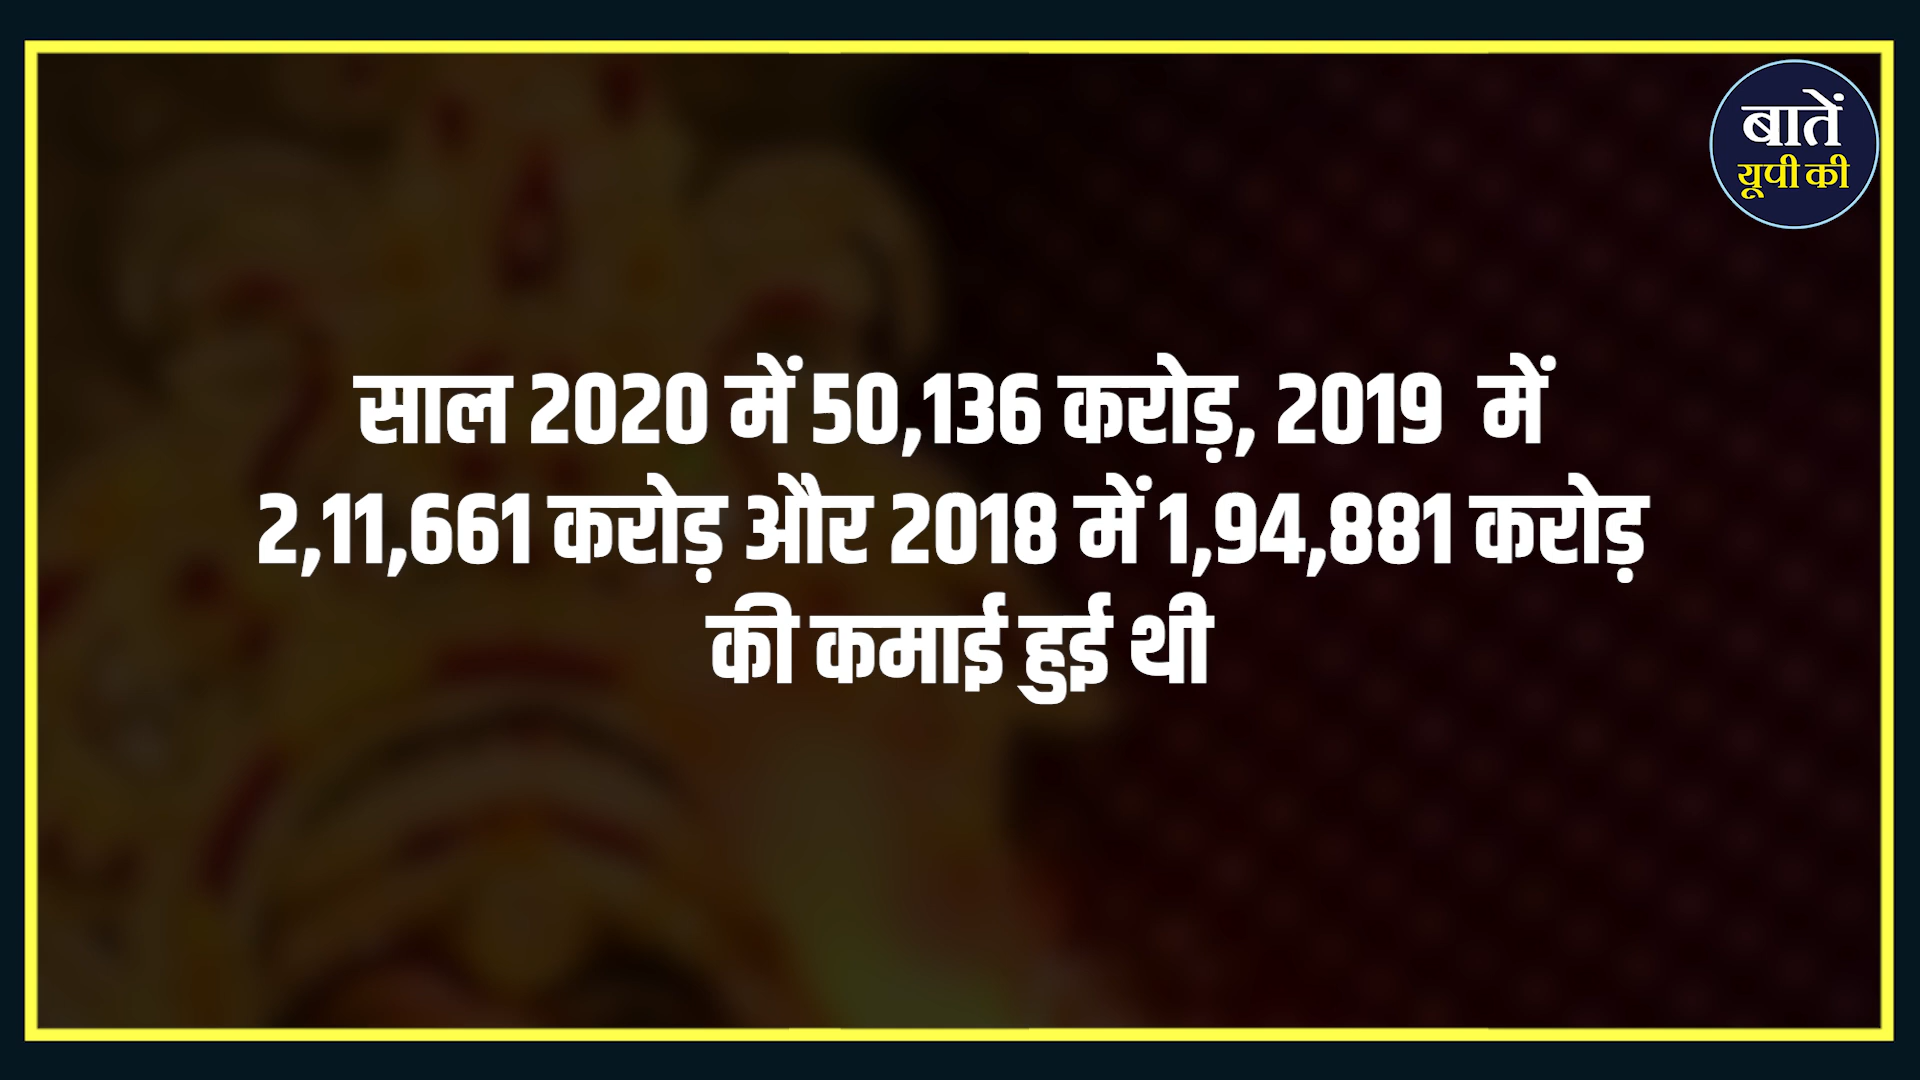 बातें
यूपी की
साल 2020 में 50,136 करोड़, 2019 में
2,11,661 करोड़ और 2018 में 1,94,881 करोड़
की कमाई हुई थी